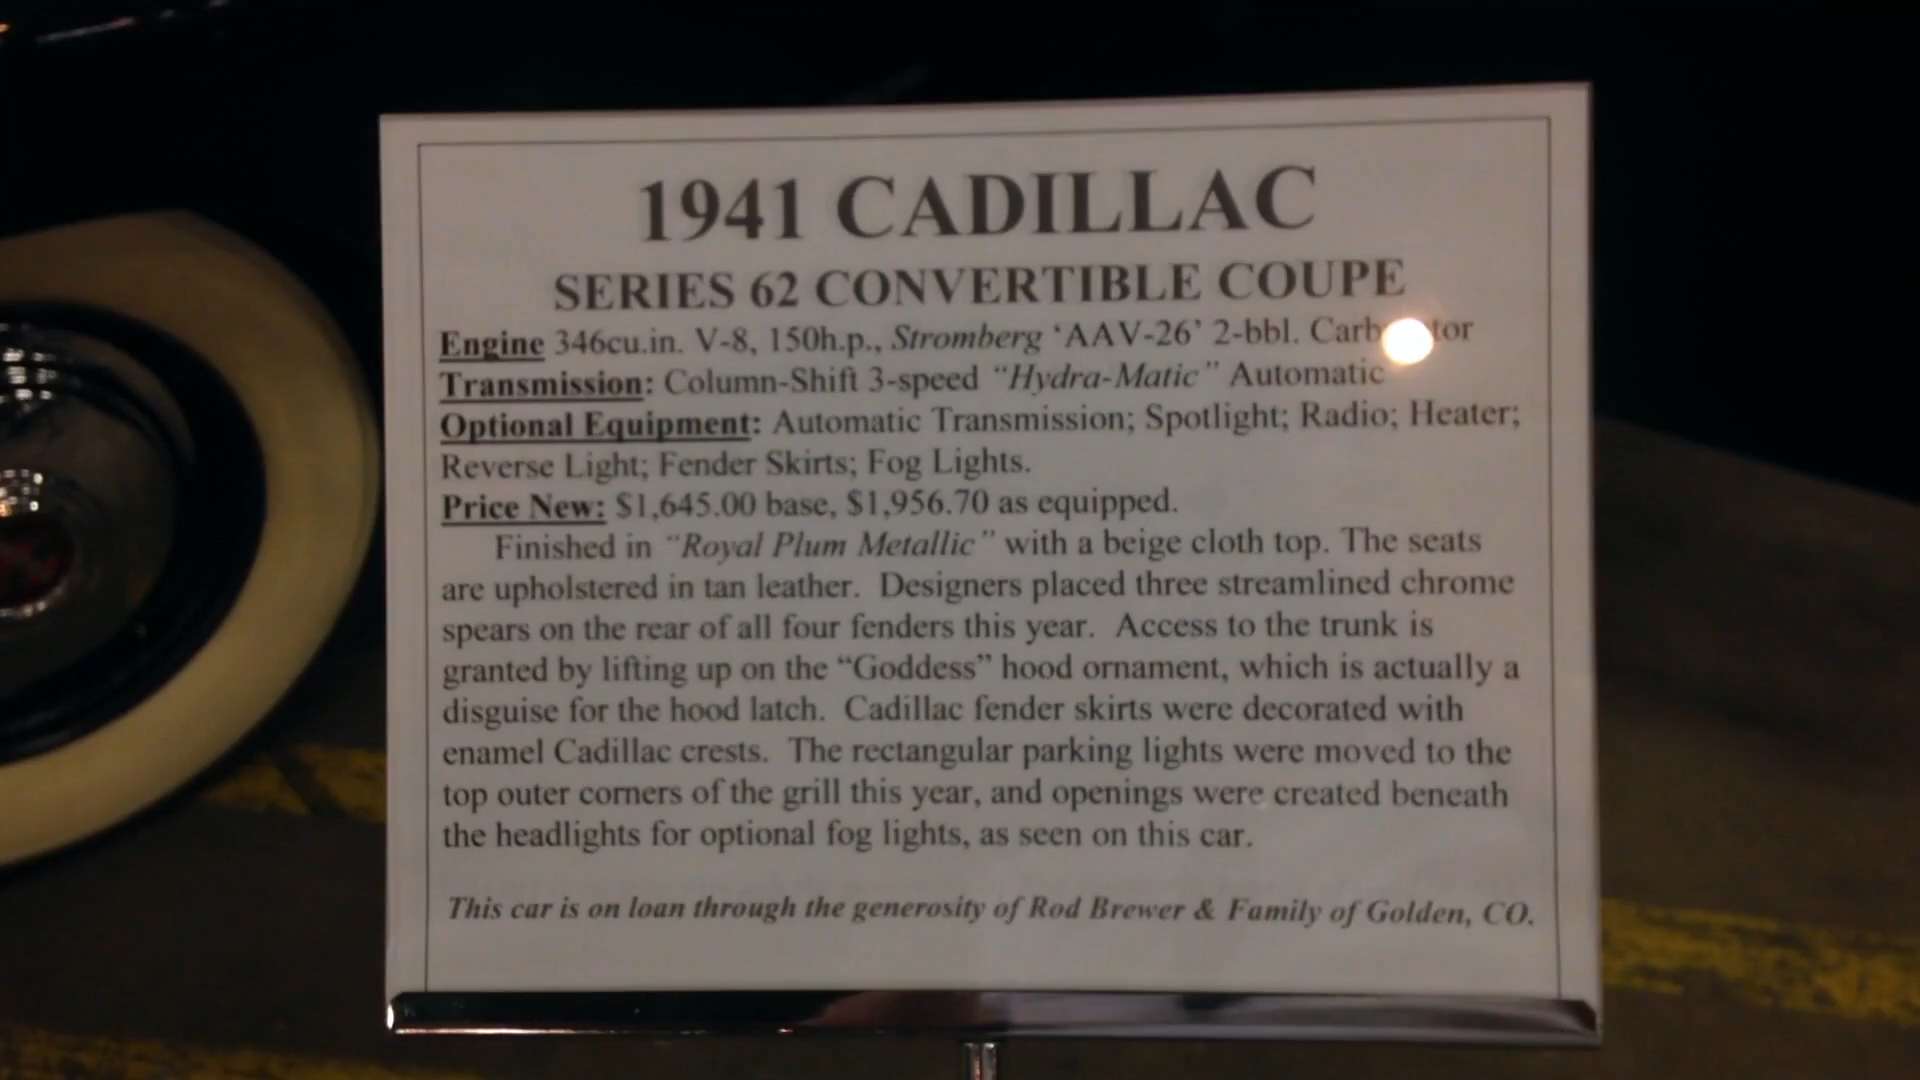 1941 CADILLAC
SERIES 62 CONVERTIBLE COUPE
Engine 346cu.in. V-8, 150h.p., Stromberg ‘AAV-26’ 2-bbl.
Transmission: Column-Shift 3-speed “Hydra-Matic” Automatic
Optional Equipment: Automatic Transmission; Spotlight; Radio; Heater;
Reverse Light; Fender Skirts; Fog Lights.
Price New: $1,645.00 base, $1,956.70 as equipped.
Finished in “Royal Plum Metallic” with a beige cloth top. The seats
are upholstered in tan leather. Designers placed three streamlined chrome
spears on the rear of all four fenders this year. Access to the trunk is
granted by lifting up on the “Goddess” hood ornament, which is actually a
disguise for the hood latch. Cadillac fender skirts were decorated with
enamel Cadillac crests. The rectangular parking lights were moved to the
top outer corners of the grill this year, and openings were created beneath
the headlights for optional fog lights, as seen on this car.
This car is on loan through the generosity of Rod Brewer & Family of Golden, CO.